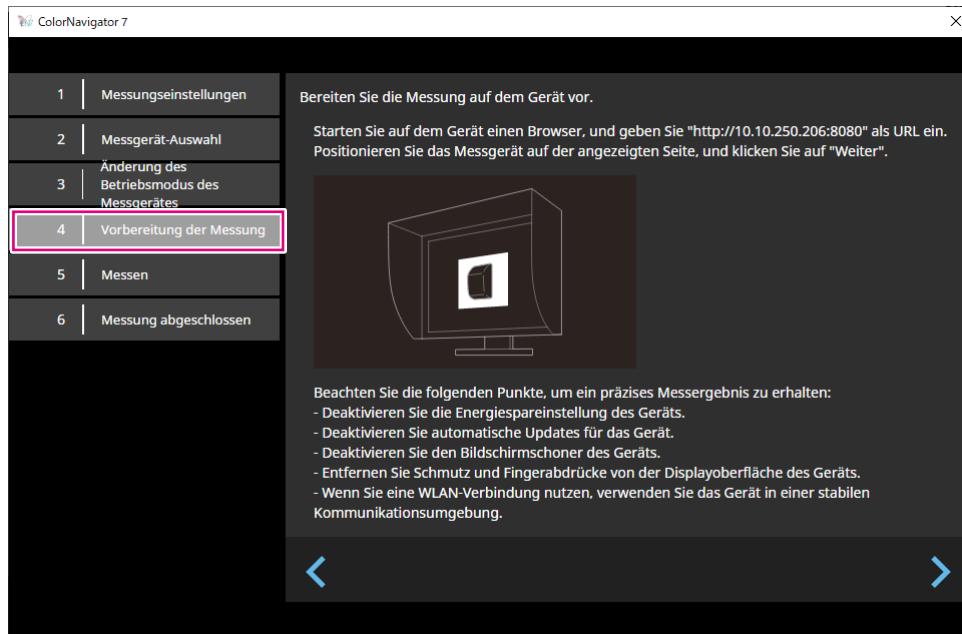 ColorNavigator 7
1 Messungseinstellungen
2 Messgerät-Auswahl
3 Änderung des
Betriebsmodus des
Messgerätes
4 Vorbereitung der Messung
5 Messen
6 Messung abgeschlossen
Bereiten Sie die Messung auf dem Gerät vor.
Starten Sie auf dem Gerät einen Browser, und geben Sie "http://10.10.250.206:8080" als URL ein.
Positionieren Sie das Messgerät auf der angezeigten Seite, und klicken Sie auf "Weiter".
Beachten Sie die folgenden Punkte, um ein präzises Messergebnis zu erhalten:
- Deaktivieren Sie die Energiespareinstellung des Geräts.
- Deaktivieren Sie automatische Updates für das Gerät.
- Deaktivieren Sie den Bildschirmschoner des Geräts.
- Entfernen Sie Schmutz und Fingerabdrücke von der Displayoberfläche des Geräts.
- Wenn Sie eine WLAN-Verbindung nutzen, verwenden Sie das Gerät in einer stabilen
Kommunikationsumgebung.